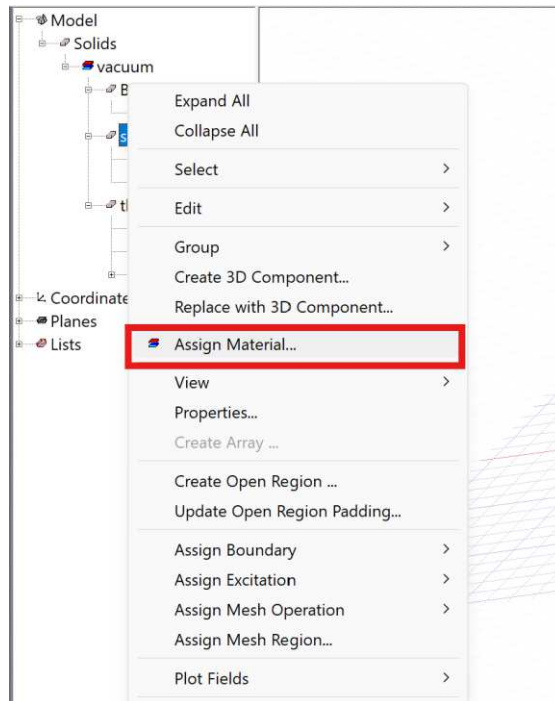 Model
Solids
vacuum
B
Expand All
Collapse All
s
Select
Edit
Group
Create 3D Component...
Replace with 3D Component...
Coordinate
Planes
Lists
Assign Material...
View
Properties...
Create Array ...
Create Open Region ...
Update Open Region Padding...
Assign Boundary
Assign Excitation
Assign Mesh Operation
Assign Mesh Region...
Plot Fields